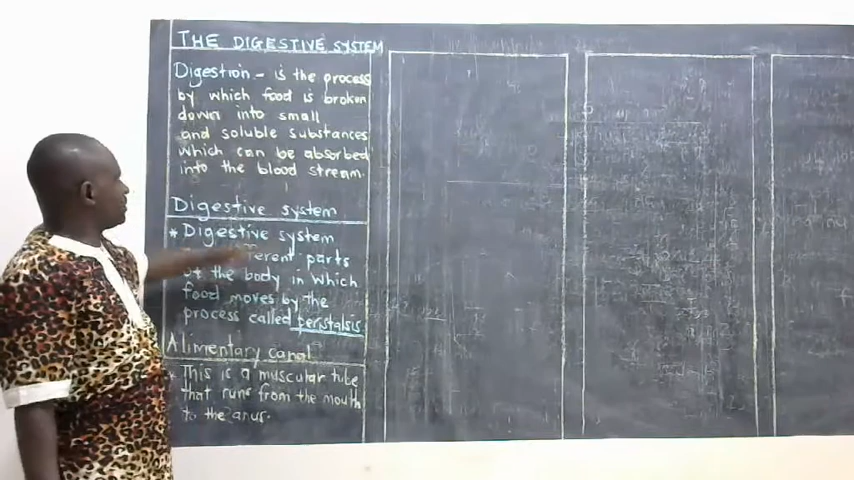 THE DIGESTIVE SYSTEM
Digestion - is the process
by which food is broken
down into small
and soluble substances
which can be absorbed
into the blood stream.
Digestive system
* Digestive system
parts
of the body in which
food moves by the
process called peristalsis
Alimentary canal
* This is a muscular tube
that runs from the mouth
to the anus.